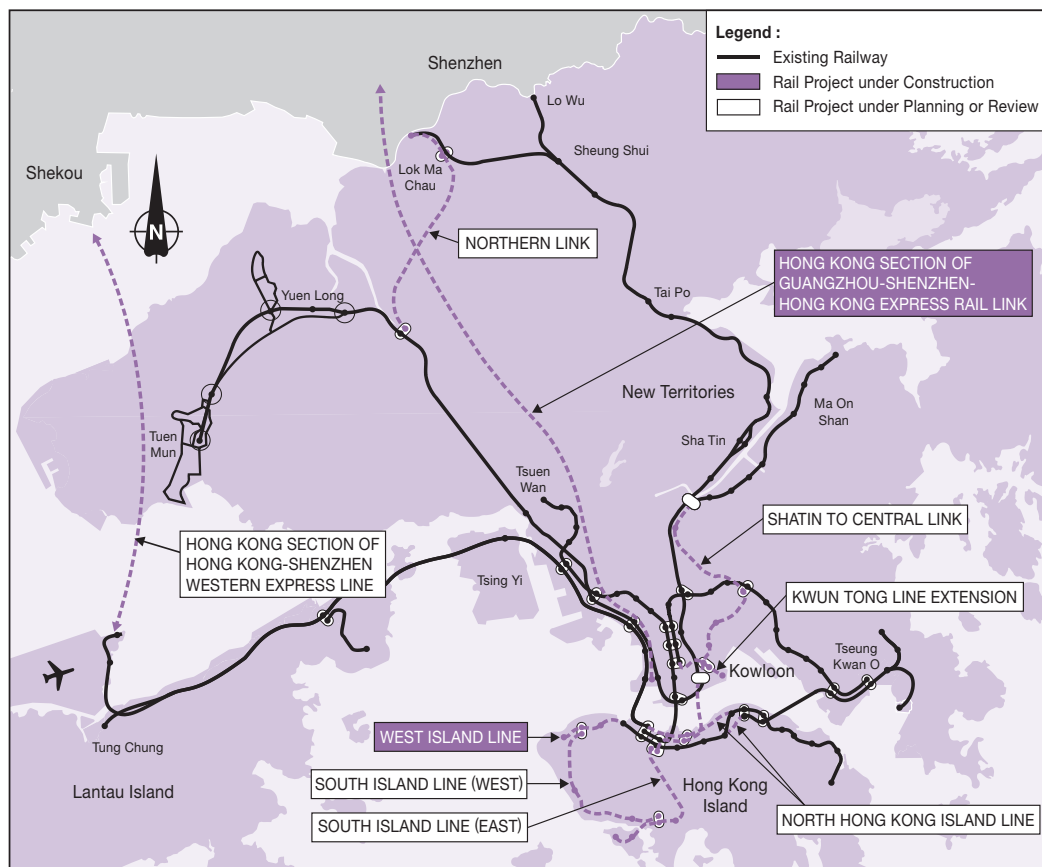 Legend :
Existing Railway
Rail Project under Construction
Rail Project under Planning or Review
Shenzhen
Lo Wu
Sheung Shui
Lok Ma
Chau
Shekou
N
NORTHERN LINK
HONG KONG SECTION OF
GUANGZHOU-SHENZHEN-
HONG KONG EXPRESS RAIL LINK
Yuen Long
Tai Po
New Territories
Ma On
Shan
Sha Tin
Tuen
Mun
Tsuen
Wan
SHATIN TO CENTRAL LINK
HONG KONG SECTION OF
HONG KONG-SHENZHEN
WESTERN EXPRESS LINE
Tsing Yi
KWUN TONG LINE EXTENSION
Tseung
Kwan O
Kowloon
WEST ISLAND LINE
Tung Chung
Lantau Island
SOUTH ISLAND LINE (WEST)
Hong Kong
Island
SOUTH ISLAND LINE (EAST)
NORTH HONG KONG ISLAND LINE